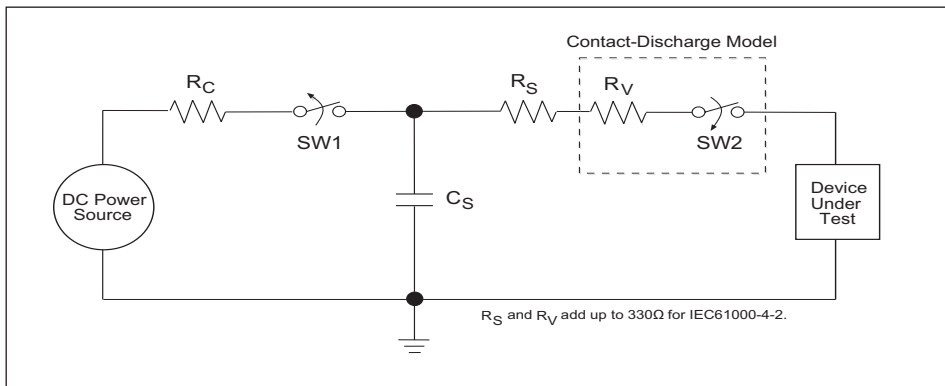 Contact-Discharge Model
R_C
R_S
R_V
SW1
SW2
DC Power
Source
C_S
Device
Under
Test
R_S and R_V add up to 330Ω for IEC61000-4-2.